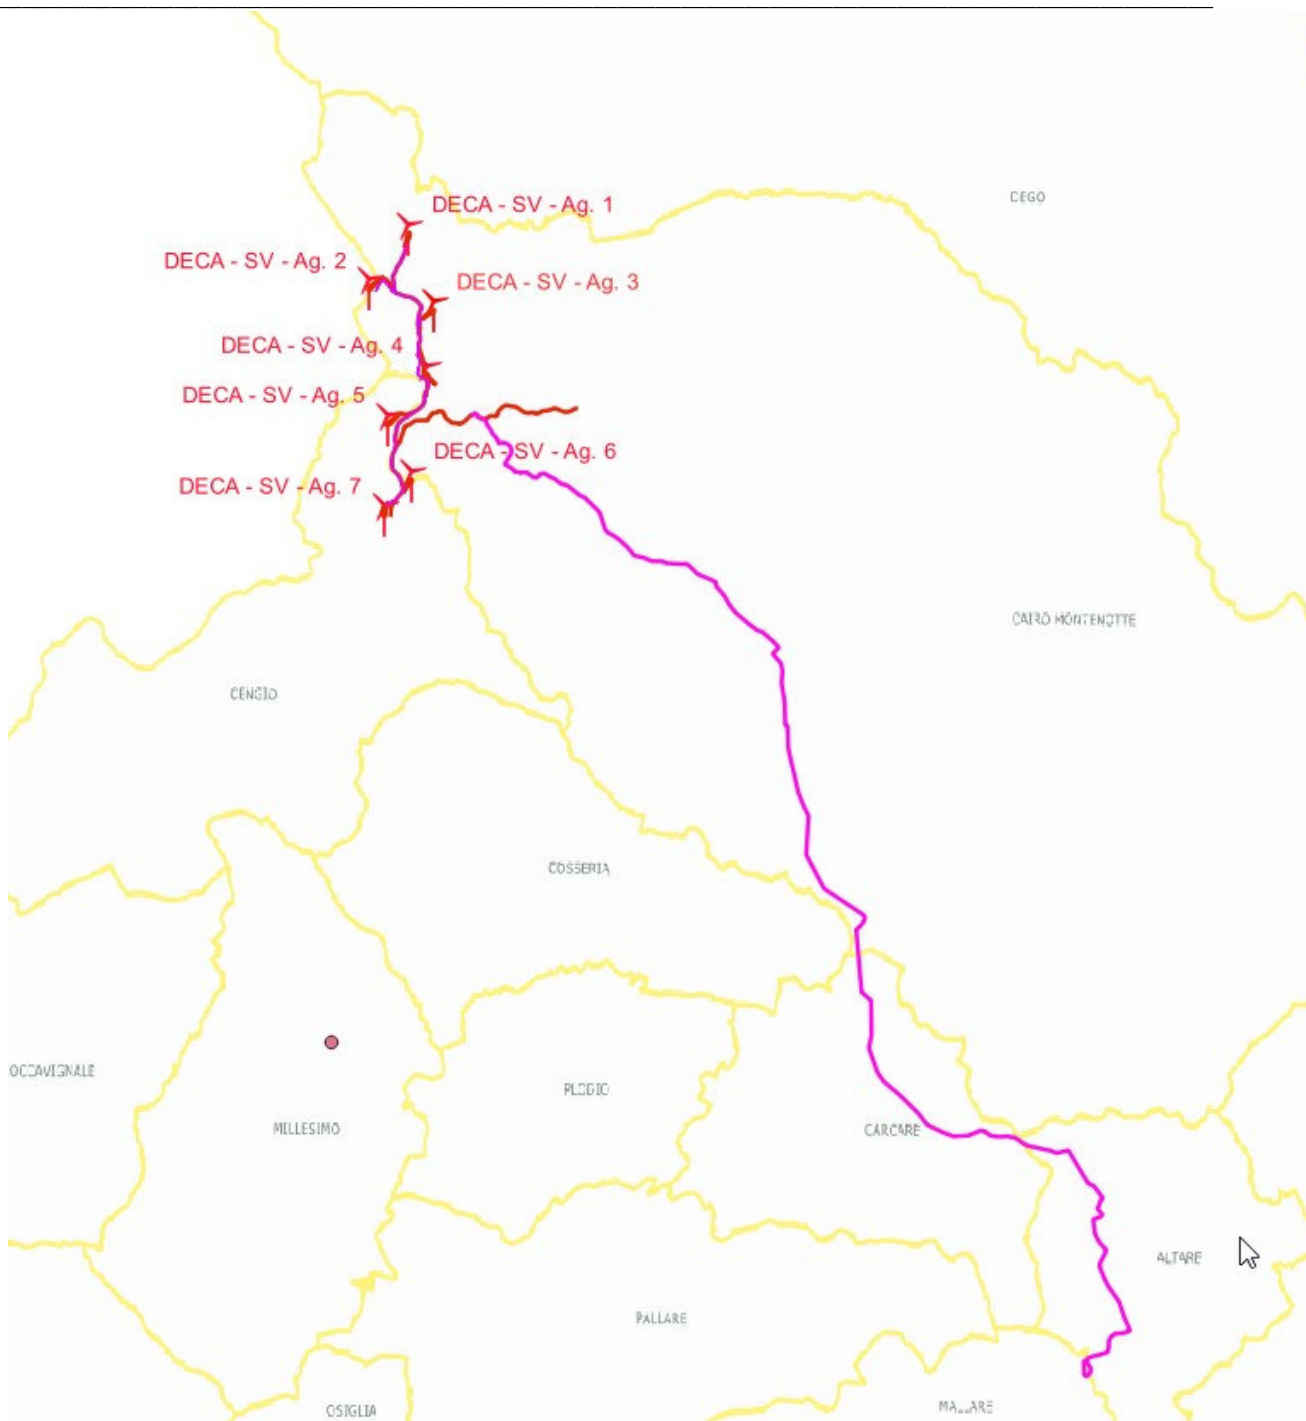 DEGO
DECA - SV - Ag. 1
DECA - SV - Ag. 2
DECA - SV - Ag. 3
DECA - SV - Ag. 4
DECA - SV - Ag. 5
DECA - SV - Ag. 6
DECA - SV - Ag. 7
CAIRO MONTENOTTE
CENGIO
COSSERIA
OCCAVIGNALE
PLODIO
MILLESIMO
CARCARE
ALTARE
PALLARE
OSIGLIA